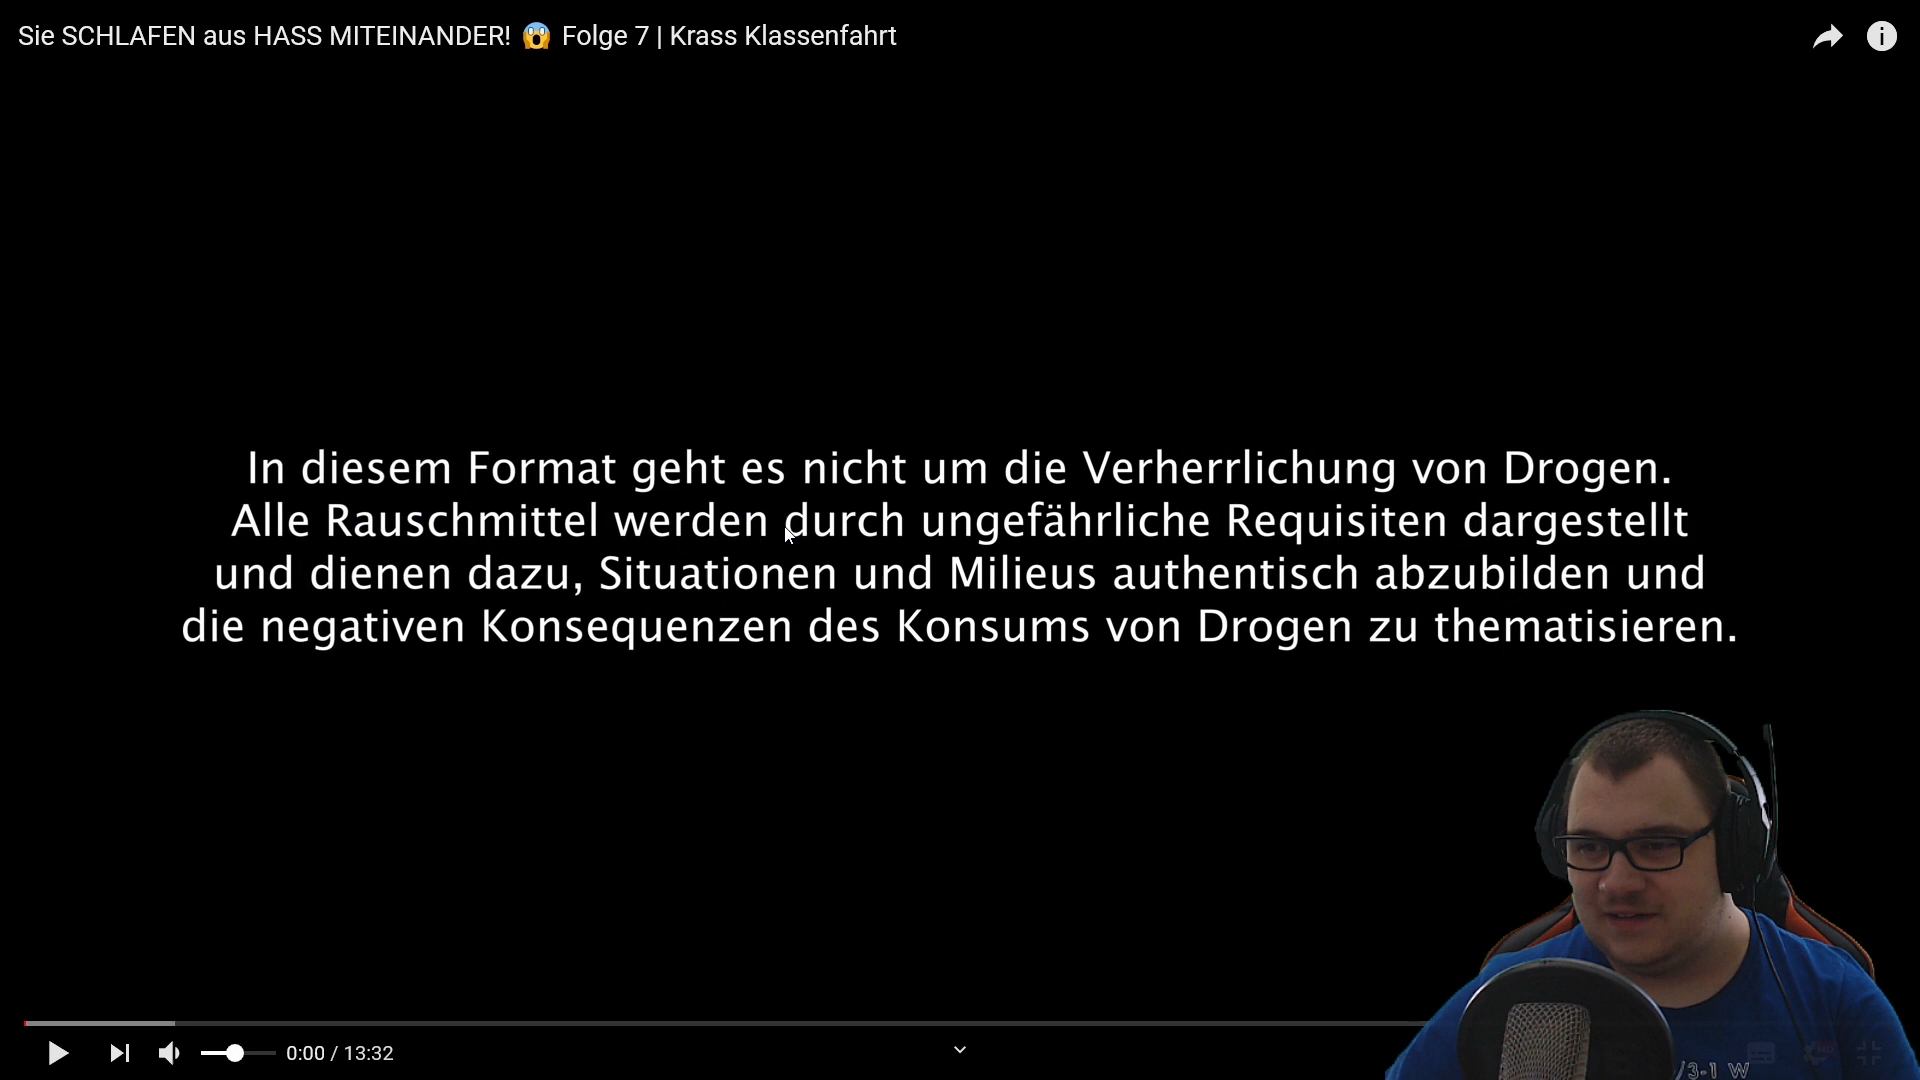 Sie SCHLAFEN aus HASS MITEINANDER! 😱 Folge 7 | Krass Klassenfahrt
In diesem Format geht es nicht um die Verherrlichung von Drogen.
Alle Rauschmittel werden durch ungefährliche Requisiten dargestellt
und dienen dazu, Situationen und Milieus authentisch abzubilden und
die negativen Konsequenzen des Konsums von Drogen zu thematisieren.
0:00 / 13:32
/3-1 W